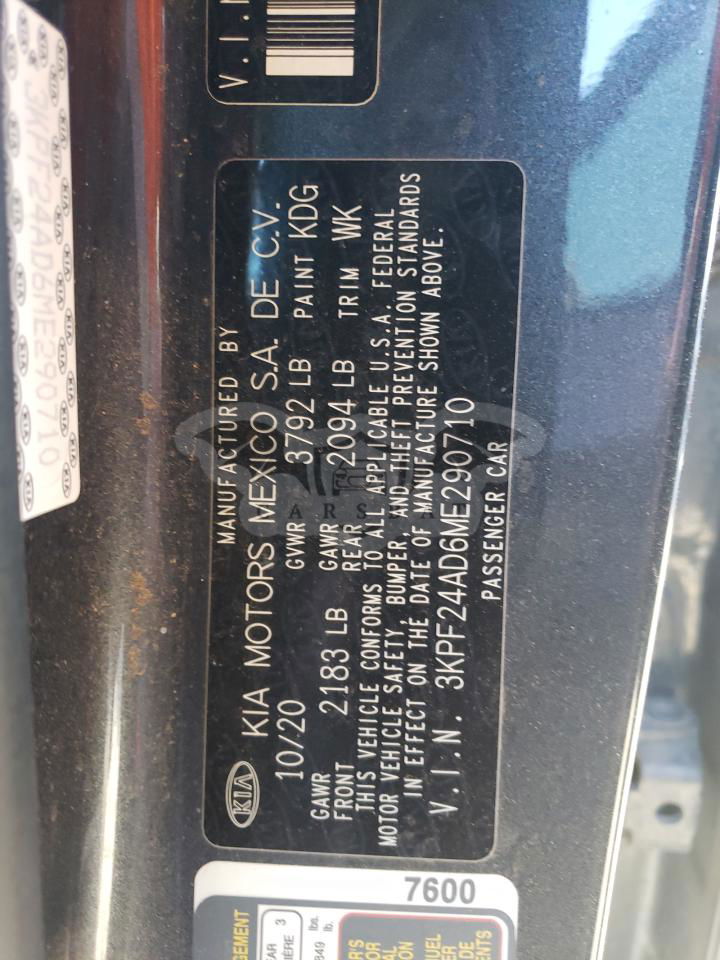 V.I.N
MANUFACTURED BY
KIA KIA MOTORS MEXICO S.A. DE C.V.
10/20 GVWR 3792 LB PAINT KDG
GAWR FRONT 2183 LB GAWR REAR 2094 LB TRIM WK
THIS VEHICLE CONFORMS TO ALL APPLICABLE U.S.A. FEDERAL
MOTOR VEHICLE SAFETY, BUMPER, AND THEFT PREVENTION STANDARDS
IN EFFECT ON THE DATE OF MANUFACTURE SHOWN ABOVE.
V.I.N. 3KPF24AD6ME290710
PASSENGER CAR
3KPF24AD6ME290710
7600